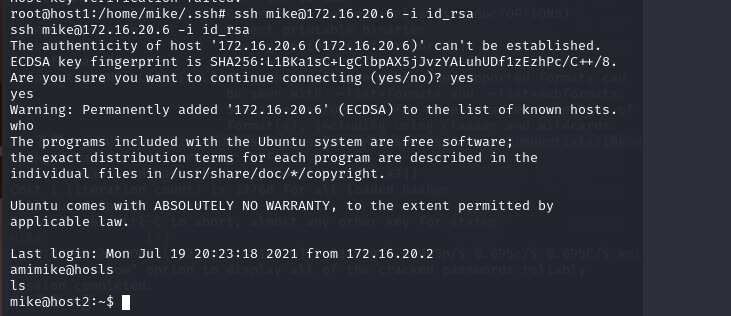 root@host1:/home/mike/.ssh# ssh mike@172.16.20.6 -i id_rsa
ssh mike@172.16.20.6 -i id_rsa
The authenticity of host '172.16.20.6 (172.16.20.6)' can't be established.
ECDSA key fingerprint is SHA256:L1BKa1sC+LgClbpAX5jJvzYALuhUDf1zEzhPc/C++/8.
Are you sure you want to continue connecting (yes/no)? yes
yes
Warning: Permanently added '172.16.20.6' (ECDSA) to the list of known hosts.
who
The programs included with the Ubuntu system are free software;
the exact distribution terms for each program are described in the
individual files in /usr/share/doc/*/copyright.
Ubuntu comes with ABSOLUTELY NO WARRANTY, to the extent permitted by
applicable law.
Last login: Mon Jul 19 20:23:18 2021 from 172.16.20.2
amimike@hosls
ls
mike@host2:~$